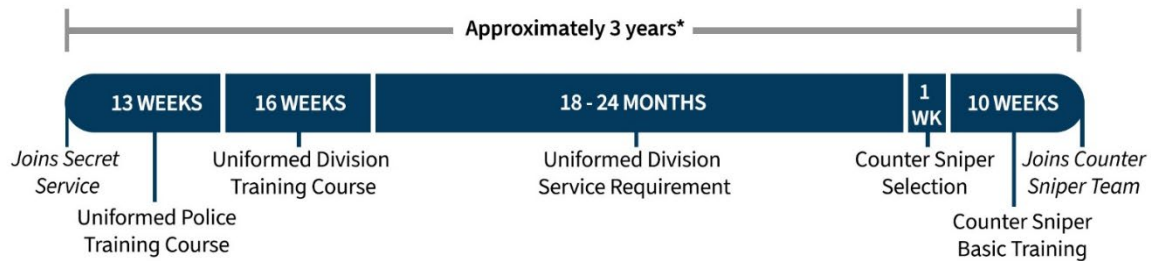 Approximately 3 years*
13 WEEKS
16 WEEKS
18 - 24 MONTHS
1
WK
10 WEEKS
Joins Secret
Service
Uniformed Police
Training Course
Uniformed Division
Training Course
Uniformed Division
Service Requirement
Counter Sniper
Selection
Counter Sniper
Basic Training
Joins Counter
Sniper Team